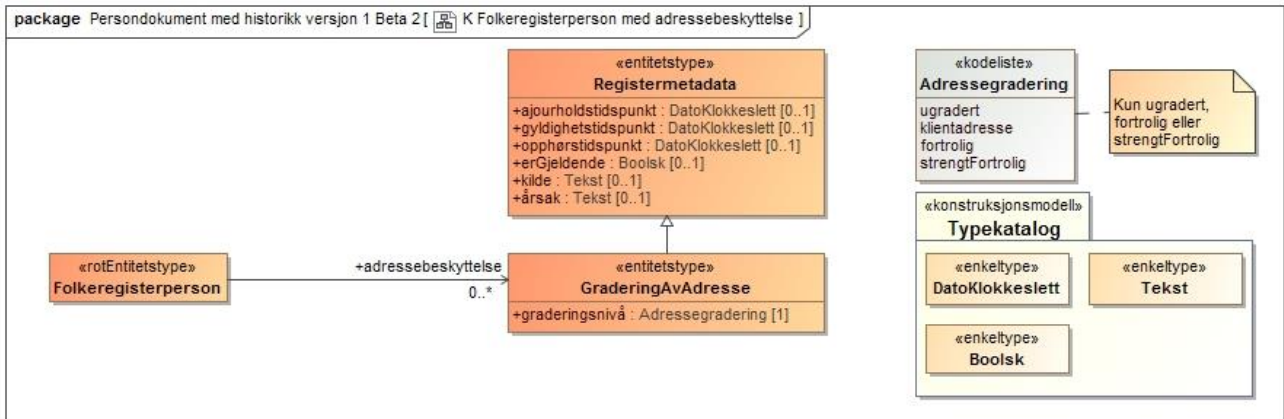 package Persondokument med historikk versjon 1 Beta 2 [ K Folkeregisterperson med adressebeskyttelse ]
«entitetstype»
Registermetadata
+ajourholdstidspunkt : DatoKlokkeslett [0..1]
+gyldighetstidspunkt : DatoKlokkeslett [0..1]
+opphørstidspunkt : DatoKlokkeslett [0..1]
+erGjeldende : Boolsk [0..1]
+kilde : Tekst [0..1]
+årsak : Tekst [0..1]
«kodeliste»
Adressegradering
ugradert
klientadresse
fortrolig
strengtFortrolig
Kun ugradert,
fortrolig eller
strengtFortrolig
«rotEntitetstype»
Folkeregisterperson
+adressebeskyttelse
0..*
«entitetstype»
GraderingAvAdresse
+graderingsnivå : Adressegradering [1]
«konstruksjonsmodell»
Typekatalog
«enkeltype»
DatoKlokkeslett
«enkeltype»
Tekst
«enkeltype»
Boolsk